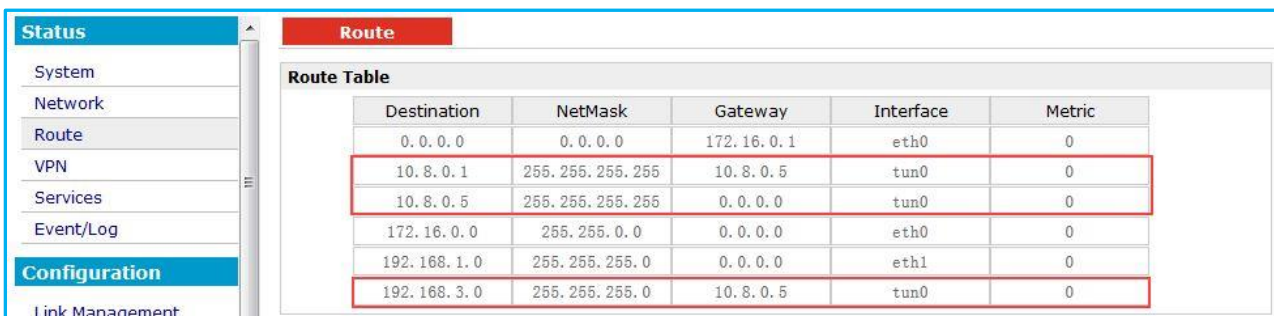 Status
System
Network
Route
VPN
Services
Event/Log
Configuration
Link Management
Route
Route Table
Destination NetMask Gateway Interface Metric
0.0.0.0 0.0.0.0 172.16.0.1 eth0 0
10.8.0.1 255.255.255.255 10.8.0.5 tun0 0
10.8.0.5 255.255.255.255 0.0.0.0 tun0 0
172.16.0.0 255.255.0.0 0.0.0.0 eth0 0
192.168.1.0 255.255.255.0 0.0.0.0 eth1 0
192.168.3.0 255.255.255.0 10.8.0.5 tun0 0